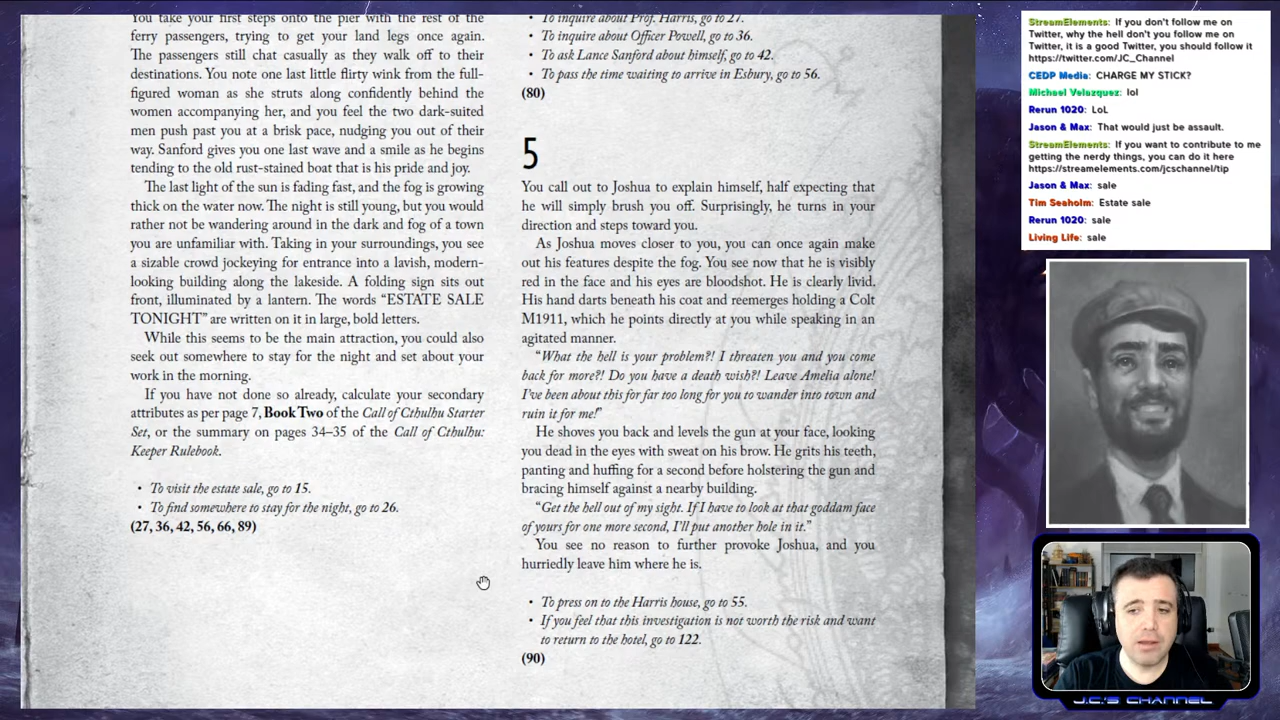 You take your first steps onto the pier with the rest of the
ferry passengers, trying to get your land legs once again.
The passengers still chat casually as they walk off to their
destinations. You note one last little flirty wink from the full-
figured woman as she struts along confidently behind the
women accompanying her, and you feel the two dark-suited
men push past you at a brisk pace, nudging you out of their
way. Sanford gives you one last wave and a smile as he begins
tending to the old rust-stained boat that is his pride and joy.
The last light of the sun is fading fast, and the fog is growing
thick on the water now. The night is still young, but you would
rather not be wandering around in the dark and fog of a town
you are unfamiliar with. Taking in your surroundings, you see
a sizable crowd jockeying for entrance into a lavish, modern-
looking building along the lakeside. A folding sign sits out
front, illuminated by a lantern. The words “ESTATE SALE
TONIGHT” are written on it in large, bold letters.
While this seems to be the main attraction, you could also
seek out somewhere to stay for the night and set about your
work in the morning.
If you have not done so already, calculate your secondary
attributes as per page 7, Book Two of the Call of Cthulhu Starter
Set, or the summary on pages 34–35 of the Call of Cthulhu:
Keeper Rulebook.
• To visit the estate sale, go to 15.
• To find somewhere to stay for the night, go to 26.
(27, 36, 42, 56, 66, 89)
• To inquire about Prof. Harris, go to 27.
• To inquire about Officer Powell, go to 36.
• To ask Lance Sanford about himself, go to 42.
• To pass the time waiting to arrive in Esbury, go to 56.
(80)
5
You call out to Joshua to explain himself, half expecting that
he will simply brush you off. Surprisingly, he turns in your
direction and steps toward you.
As Joshua moves closer to you, you can once again make
out his features despite the fog. You see now that he is visibly
red in the face and his eyes are bloodshot. He is clearly livid.
His hand darts beneath his coat and reemerges holding a Colt
M1911, which he points directly at you while speaking in an
agitated manner.
“What the hell is your problem?! I threaten you and you come
back for more?! Do you have a death wish?! Leave Amelia alone!
I’ve been about this for far too long for you to wander into town and
ruin it for me!”
He shoves you back and levels the gun at your face, looking
you dead in the eyes with sweat on his brow. He grits his teeth,
panting and huffing for a second before holstering the gun and
bracing himself against a nearby building.
“Get the hell out of my sight. If I have to look at that goddam face
of yours for one more second, I’ll put another hole in it.”
You see no reason to further provoke Joshua, and you
hurriedly leave him where he is.
• To press on to the Harris house, go to 55.
• If you feel that this investigation is not worth the risk and want
to return to the hotel, go to 122.
(90)
StreamElements: If you don't follow me on
Twitter, why the hell don't you follow me on
Twitter, it is a good Twitter, you should follow it
https://twitter.com/JC_Channel
CEDP Media: CHARGE MY STICK?
Michael Velazquez: lol
Rerun 1020: LoL
Jason & Max: That would just be assault.
StreamElements: If you want to contribute to me
getting the nerdy things, you can do it here
https://streamelements.com/jcschannel/tip
Jason & Max: sale
Tim Seaholm: Estate sale
Rerun 1020: sale
Living Life: sale
J.C.'S CHANNEL